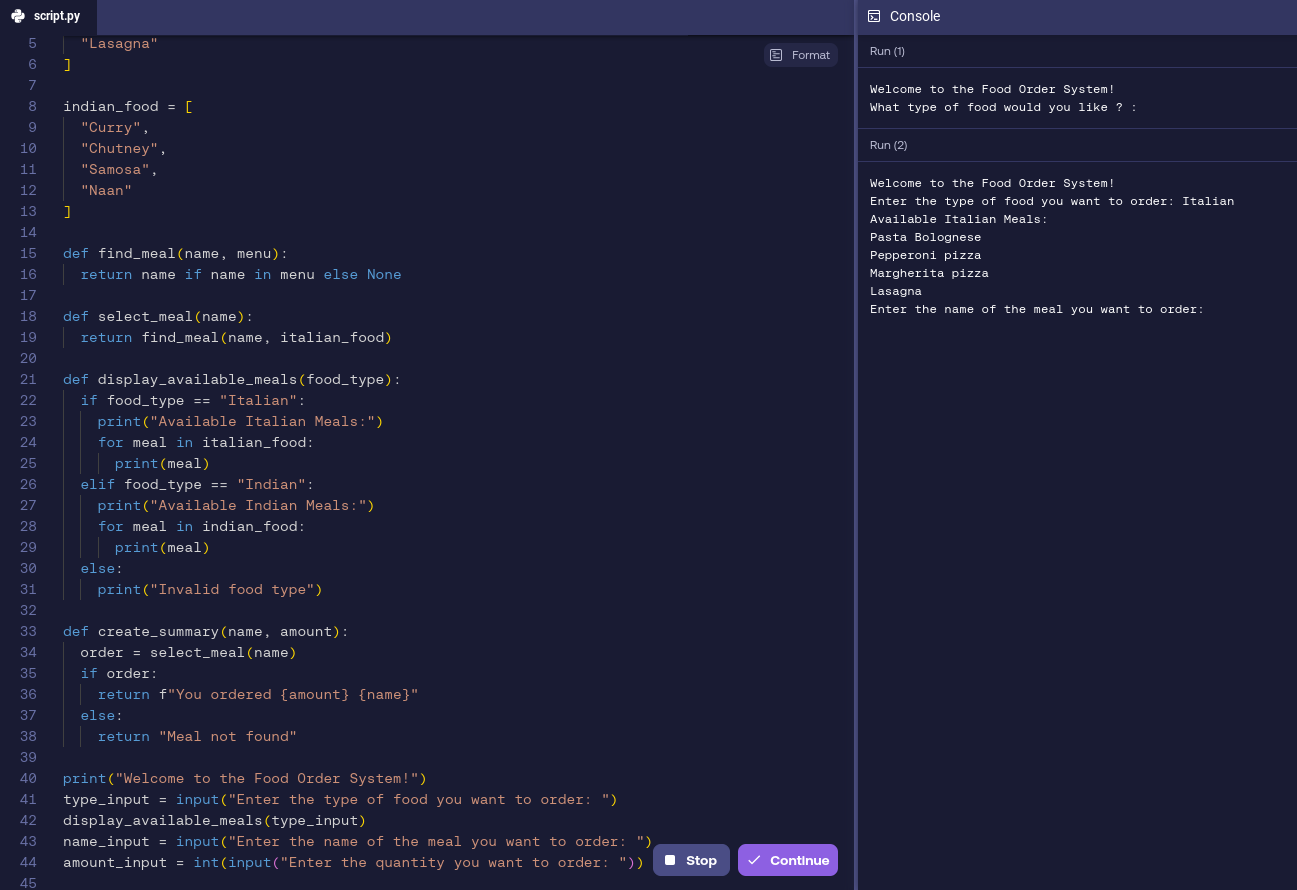 script.py
5   "Lasagna"
6 ]
Format
7
8 indian_food = [
9   "Curry",
10   "Chutney",
11   "Samosa",
12   "Naan"
13 ]
14
15 def find_meal(name, menu):
16   return name if name in menu else None
17
18 def select_meal(name):
19   return find_meal(name, italian_food)
20
21 def display_available_meals(food_type):
22   if food_type == "Italian":
23     print("Available Italian Meals:")
24     for meal in italian_food:
25       print(meal)
26   elif food_type == "Indian":
27     print("Available Indian Meals:")
28     for meal in indian_food:
29       print(meal)
30   else:
31     print("Invalid food type")
32
33 def create_summary(name, amount):
34   order = select_meal(name)
35   if order:
36     return f"You ordered {amount} {name}"
37   else:
38     return "Meal not found"
39
40 print("Welcome to the Food Order System!")
41 type_input = input("Enter the type of food you want to order: ")
42 display_available_meals(type_input)
43 name_input = input("Enter the name of the meal you want to order: ")
44 amount_input = int(input("Enter the quantity you want to order: "))
45
Stop
Continue
Console
Run (1)
Welcome to the Food Order System!
What type of food would you like ? :
Run (2)
Welcome to the Food Order System!
Enter the type of food you want to order: Italian
Available Italian Meals:
Pasta Bolognese
Pepperoni pizza
Margherita pizza
Lasagna
Enter the name of the meal you want to order: